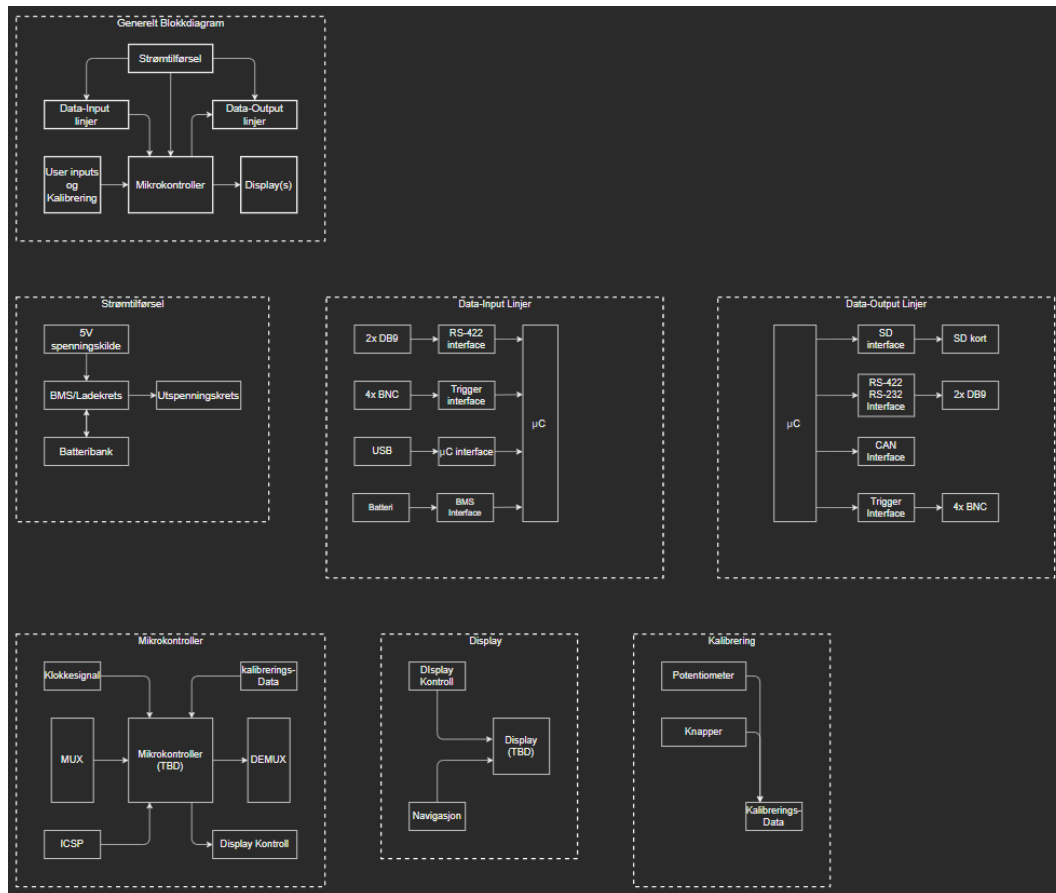 Generelt Blokkdiagram
Strømtilførsel
Data-Input
linjer
Data-Output
linjer
User inputs
og
Kalibrering
Mikrokontroller
Display(s)
Strømtilførsel
5V
spenningskilde
BMS/Ladekrets
Utspenningskrets
Batteribank
Data-Input Linjer
2x DB9
RS-422
interface
4x BNC
Trigger
interface
µC
USB
µC interface
Batteri
BMS
Interface
Data-Output Linjer
µC
SD
interface
SD kort
RS-422
RS-232
Interface
2x DB9
CAN
Interface
Trigger
Interface
4x BNC
Mikrokontroller
Klokkesignal
kalibrerings-
Data
MUX
Mikrokontroller
(TBD)
DEMUX
ICSP
Display Kontroll
Display
DIsplay
Kontroll
Display
(TBD)
Navigasjon
Kalibrering
Potentiometer
Knapper
Kalibrerings-
Data